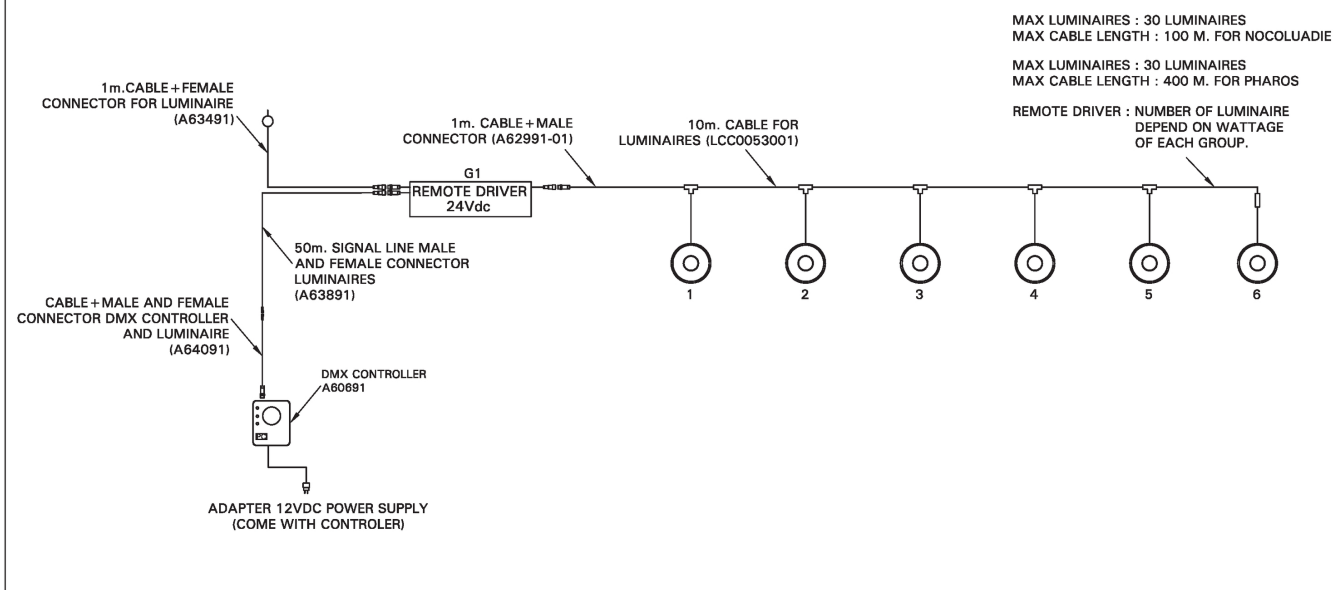 MAX LUMINAIRES : 30 LUMINAIRES
MAX CABLE LENGTH : 100 M. FOR NOCOLUADIE
MAX LUMINAIRES : 30 LUMINAIRES
MAX CABLE LENGTH : 400 M. FOR PHAROS
REMOTE DRIVER : NUMBER OF LUMINAIRE
DEPEND ON WATTAGE
OF EACH GROUP.
1m.CABLE+FEMALE
CONNECTOR FOR LUMINAIRE
(A63491)
1m. CABLE+MALE
CONNECTOR (A62991-01)
10m. CABLE FOR
LUMINAIRES (LCC0053001)
G1
REMOTE DRIVER
24Vdc
50m. SIGNAL LINE MALE
AND FEMALE CONNECTOR
LUMINAIRES
(A63891)
1
2
3
4
5
6
CABLE+MALE AND FEMALE
CONNECTOR DMX CONTROLLER
AND LUMINAIRE
(A64091)
DMX CONTROLLER
A60691
ADAPTER 12VDC POWER SUPPLY
(COME WITH CONTROLER)